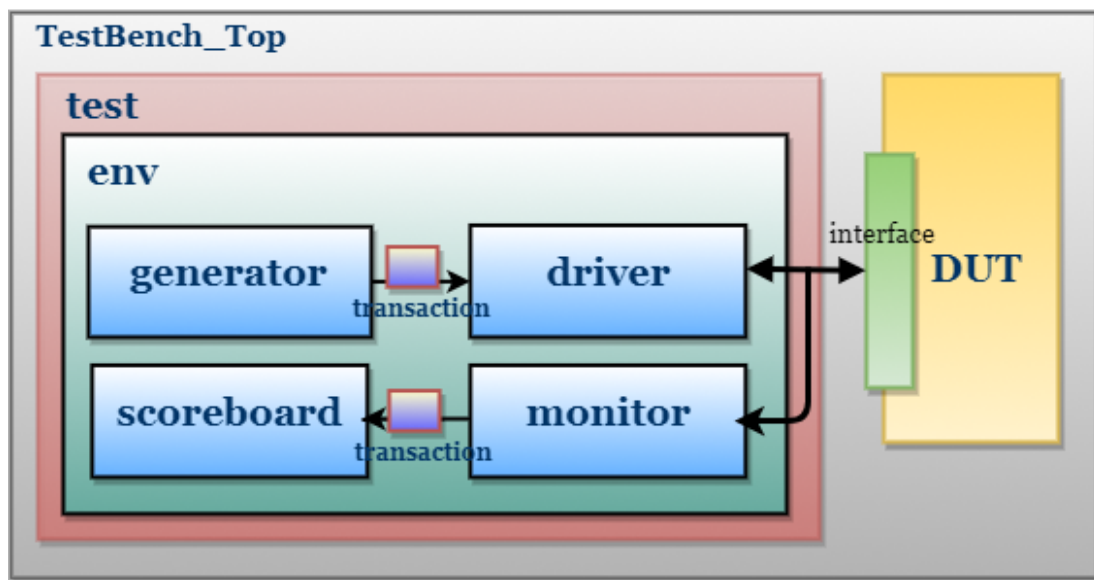 TestBench_Top
test
env
generator
transaction
driver
interface
DUT
scoreboard
transaction
monitor